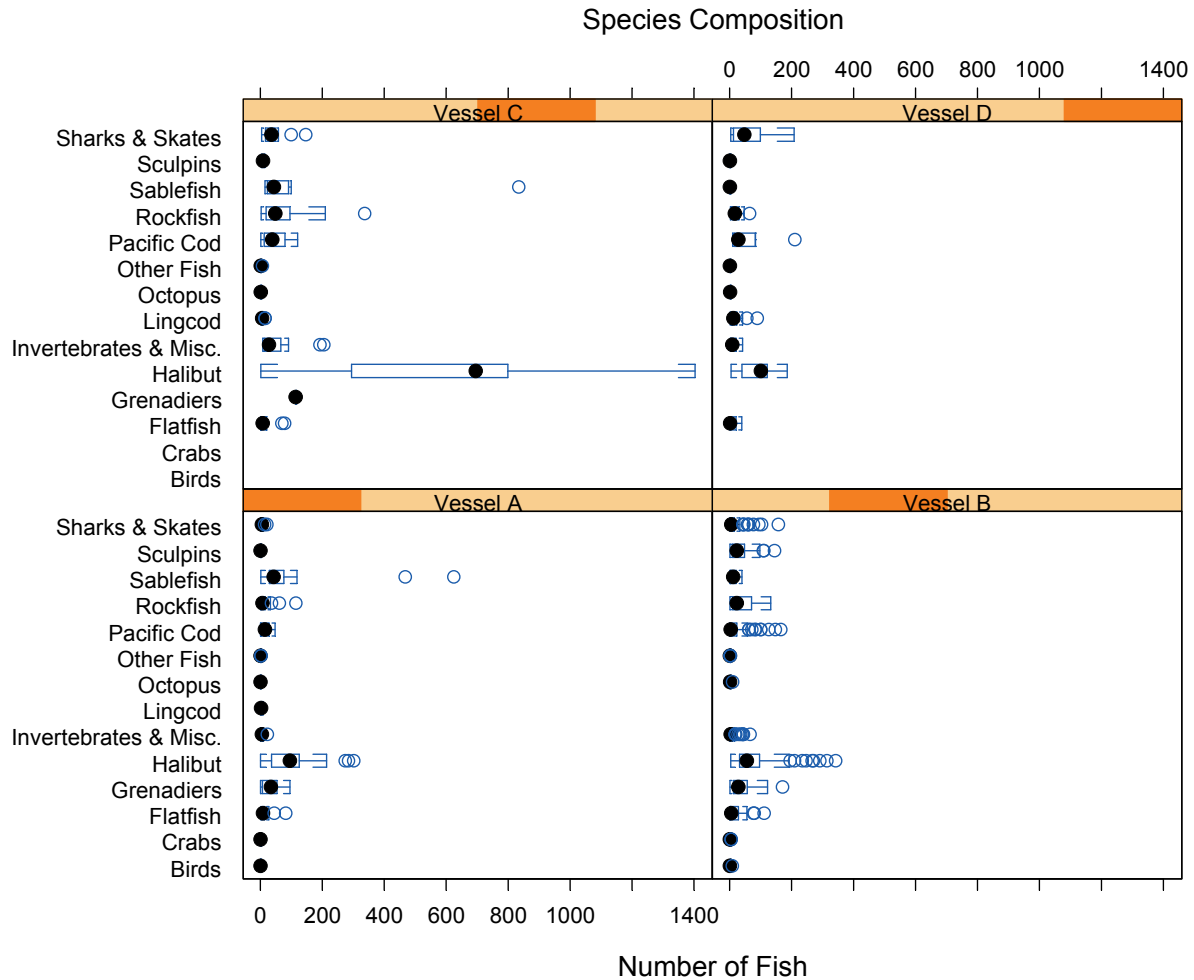 Species Composition
0 200 400 600 800 1000 1400
Vessel C Vessel D
Sharks & Skates
Sculpins
Sablefish
Rockfish
Pacific Cod
Other Fish
Octopus
Lingcod
Invertebrates & Misc.
Halibut
Grenadiers
Flatfish
Crabs
Birds
Vessel A Vessel B
Sharks & Skates
Sculpins
Sablefish
Rockfish
Pacific Cod
Other Fish
Octopus
Lingcod
Invertebrates & Misc.
Halibut
Grenadiers
Flatfish
Crabs
Birds
0 200 400 600 800 1000 1400
Number of Fish